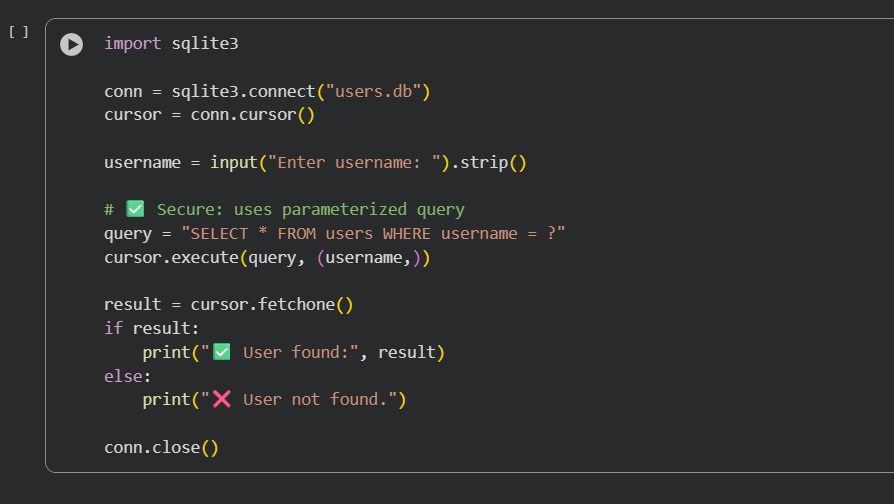 [ ]
import sqlite3
conn = sqlite3.connect("users.db")
cursor = conn.cursor()
username = input("Enter username: ").strip()
# ✅ Secure: uses parameterized query
query = "SELECT * FROM users WHERE username = ?"
cursor.execute(query, (username,))
result = cursor.fetchone()
if result:
    print("✅ User found:", result)
else:
    print("❌ User not found.")
conn.close()